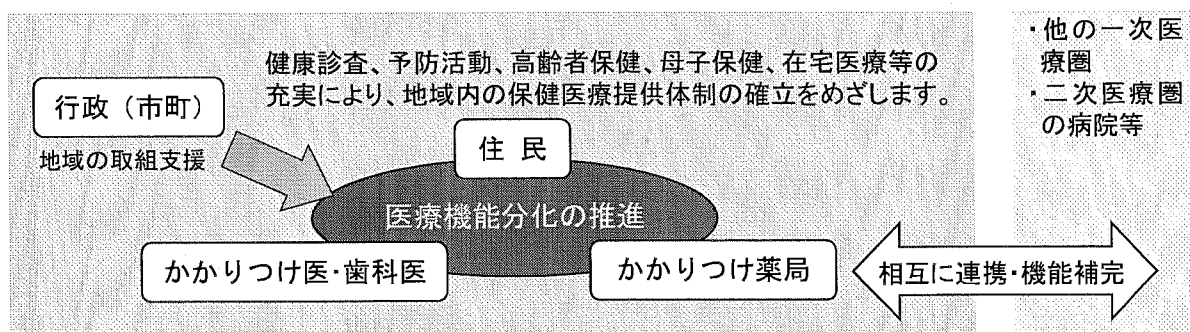 健康診査、予防活動、高齢者保健、母子保健、在宅医療等の
充実により、地域内の保健医療提供体制の確立をめざします。
行政（市町）
地域の取組支援
住 民
医療機能分化の推進
かかりつけ医・歯科医
かかりつけ薬局
相互に連携・機能補完
・他の一次医
療圏
・二次医療圏
の病院等